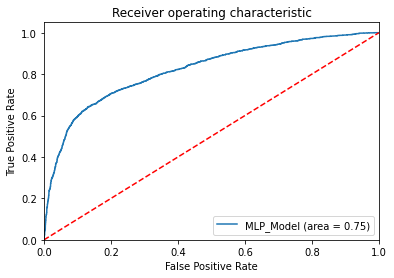 Receiver operating characteristic
True Positive Rate
1.0
0.8
0.6
0.4
0.2
0.0
MLP_Model (area = 0.75)
0.0 0.2 0.4 0.6 0.8 1.0
False Positive Rate